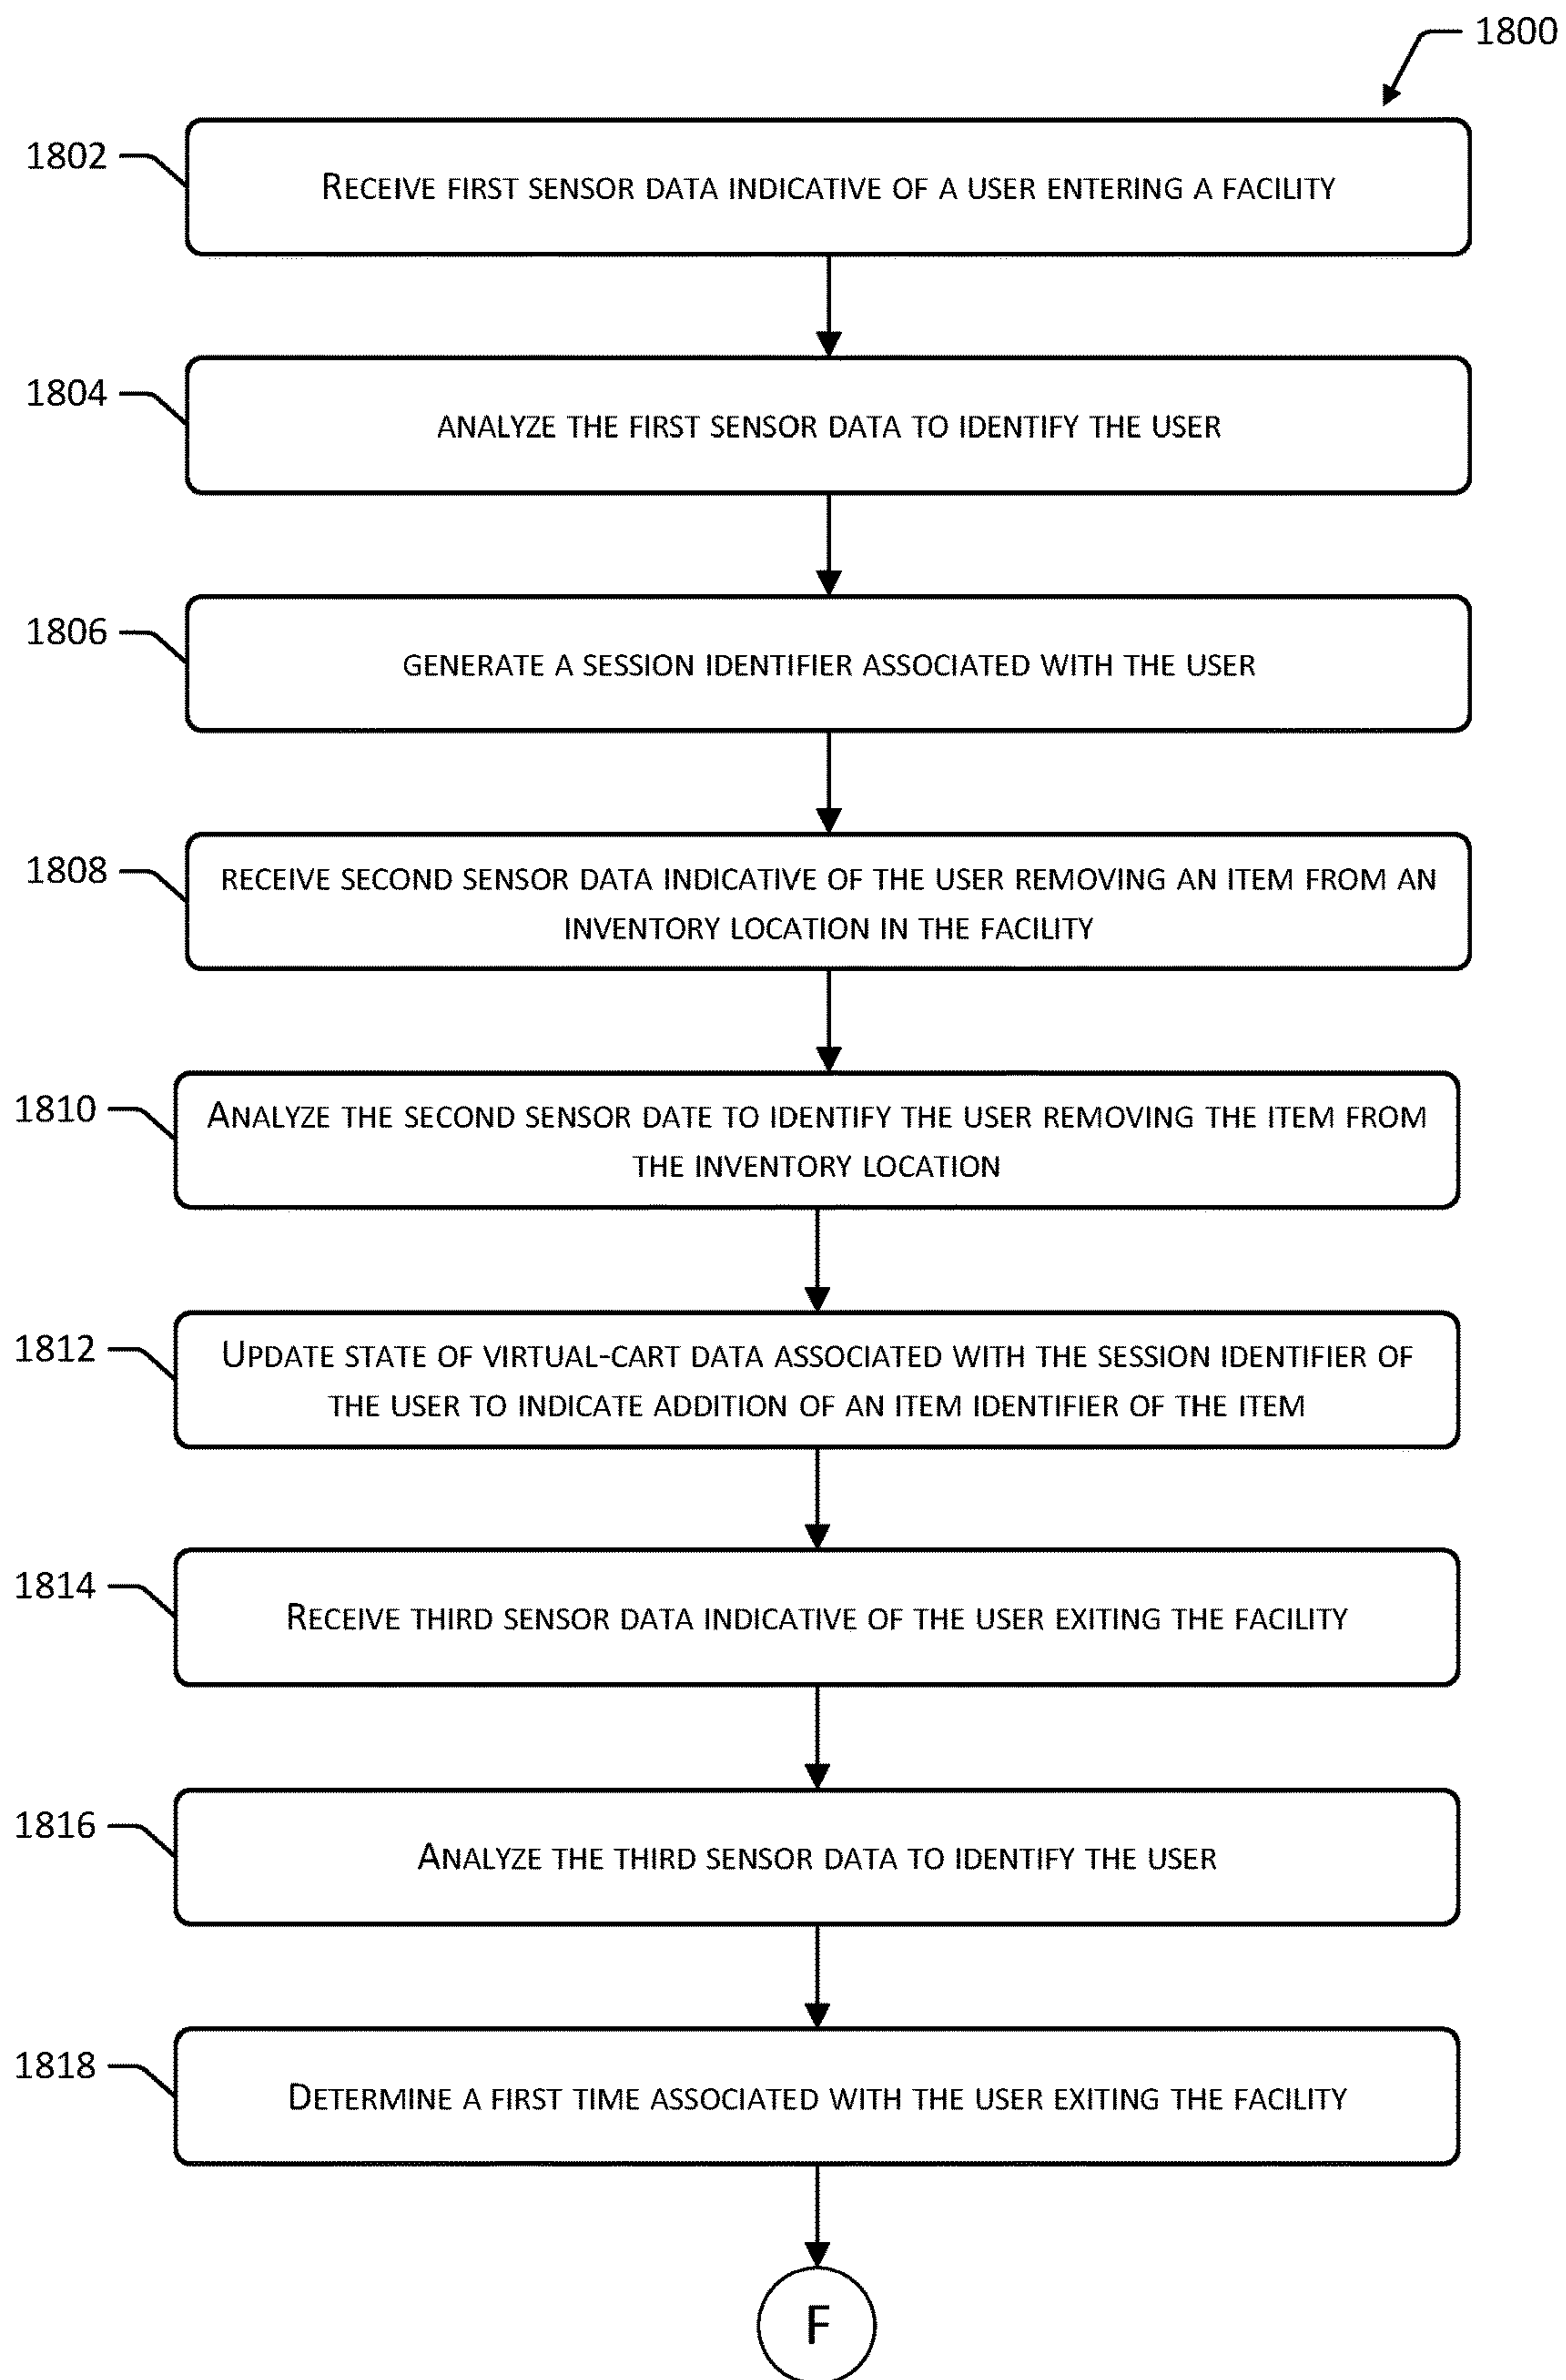 1800
1802
RECEIVE FIRST SENSOR DATA INDICATIVE OF A USER ENTERING A FACILITY
1804
ANALYZE THE FIRST SENSOR DATA TO IDENTIFY THE USER
1806
GENERATE A SESSION IDENTIFIER ASSOCIATED WITH THE USER
1808
RECEIVE SECOND SENSOR DATA INDICATIVE OF THE USER REMOVING AN ITEM FROM AN
INVENTORY LOCATION IN THE FACILITY
1810
ANALYZE THE SECOND SENSOR DATE TO IDENTIFY THE USER REMOVING THE ITEM FROM
THE INVENTORY LOCATION
1812
UPDATE STATE OF VIRTUAL-CART DATA ASSOCIATED WITH THE SESSION IDENTIFIER OF
THE USER TO INDICATE ADDITION OF AN ITEM IDENTIFIER OF THE ITEM
1814
RECEIVE THIRD SENSOR DATA INDICATIVE OF THE USER EXITING THE FACILITY
1816
ANALYZE THE THIRD SENSOR DATA TO IDENTIFY THE USER
1818
DETERMINE A FIRST TIME ASSOCIATED WITH THE USER EXITING THE FACILITY
F